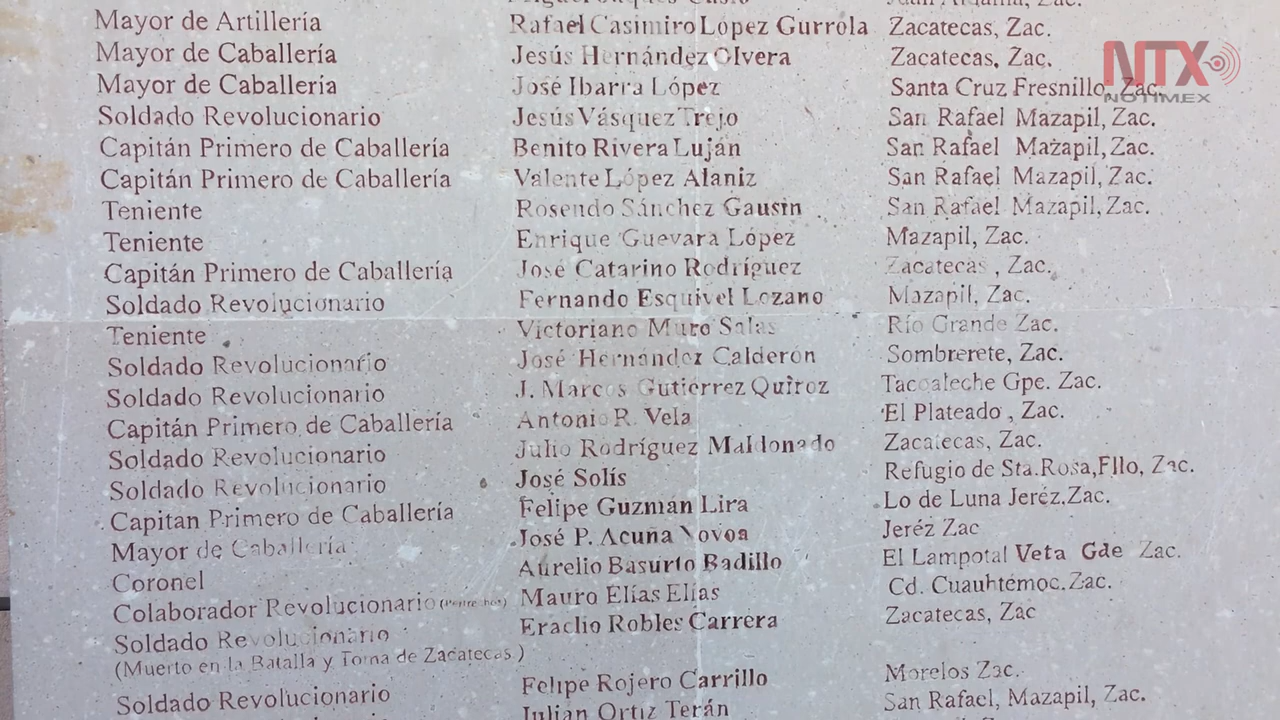 Juan Aldama, Zac.
Mayor de Artillería Rafael Casimiro López Gurrola Zacatecas, Zac.
Mayor de Caballería Jesús Hernández Olvera Zacatecas, Zac.
Mayor de Caballería José Ibarra López Santa Cruz Fresnillo, Zac.
Soldado Revolucionario Jesús Vásquez Trejo San Rafael Mazapil, Zac.
Capitán Primero de Caballería Benito Rivera Luján San Rafael Mazapil, Zac.
Capitán Primero de Caballería Valente López Alaniz San Rafael Mazapil, Zac.
Teniente Rosendo Sánchez Gausin San Rafael Mazapil, Zac.
Teniente Enrique Guevara López Mazapil, Zac.
Capitán Primero de Caballería José Catarino Rodríguez Zacatecas , Zac.
Soldado Revolucionario Fernando Esquivel Lozano Mazapil, Zac.
Teniente Victoriano Muro Salas Río Grande Zac.
Soldado Revolucionario José Hernández Calderón Sombrerete, Zac.
Soldado Revolucionario J. Marcos Gutiérrez Quiroz Tacoaleche Gpe. Zac.
Capitán Primero de Caballería Antonio R. Vela El Plateado , Zac.
Soldado Revolucionario Julio Rodríguez Maldonado Zacatecas, Zac.
Soldado Revolucionario José Solís Refugio de Sta.Rosa,Fllo, Zac.
Capitan Primero de Caballería Felipe Guzmán Lira Lo de Luna Jeréz.Zac.
Mayor de Caballería José P. Acuña Novoa Jeréz Zac
Coronel Aurelio Basurto Badillo El Lampotal Veta Gde Zac.
Colaborador Revolucionario Mauro Elías Elías Cd. Cuauhtémoc.Zac.
Soldado Revolucionario Eraclio Robles Carrera Zacatecas, Zac
(Muerto en la Batalla y Toma de Zacatecas.)
Soldado Revolucionario Felipe Rojero Carrillo Morelos Zac.
Julian Ortiz Terán San Rafael, Mazapil, Zac.
NTX
NOTIMEX